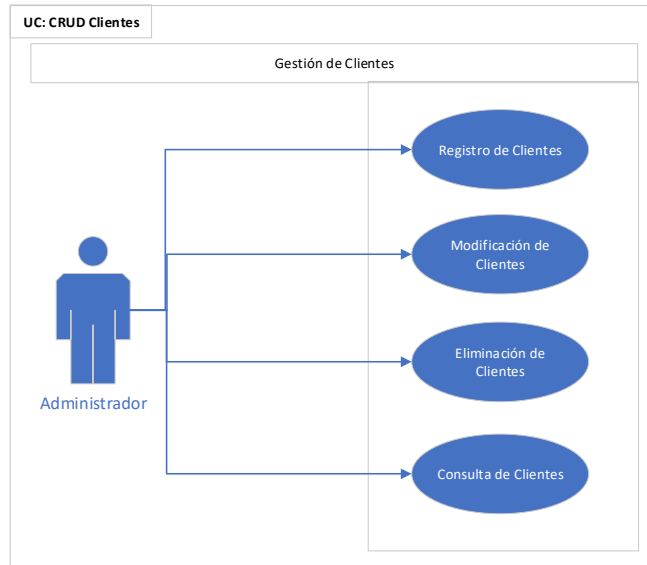 UC: CRUD Clientes
Gestión de Clientes
Registro de Clientes
Modificación de
Clientes
Eliminación de
Clientes
Administrador
Consulta de Clientes